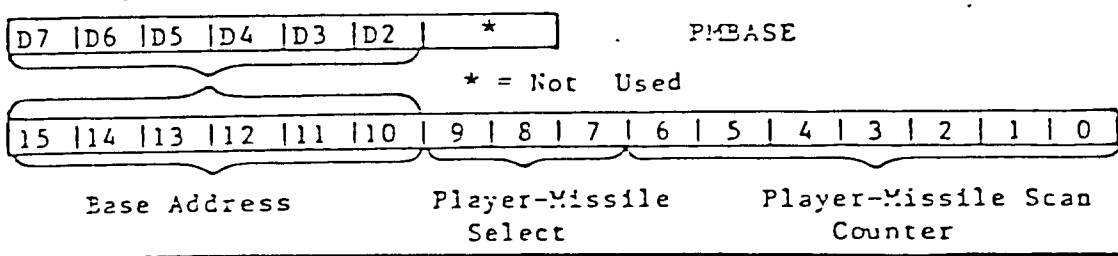 D7 |D6 |D5 |D4 |D3 |D2 | * PMBASE
* = Not Used
15 |14 |13 |12 |11 |10 | 9 | 8 | 7 | 6 | 5 | 4 | 3 | 2 | 1 | 0
Base Address Player-Missile Player-Missile Scan
Select Counter